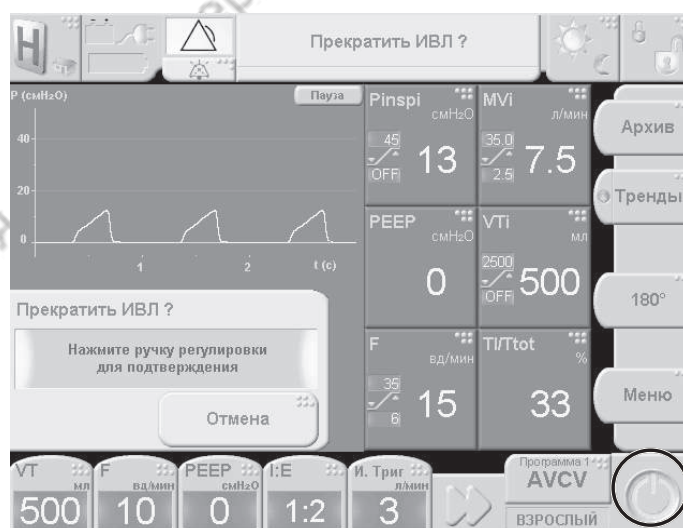 H
Прекратить ИВЛ ?
P (смH2O)
Пауза
40
20
0
1
2
t (с)
Pinspi
смH2O
45
OFF
13
MVi
л/мин
35.0
2.5
7.5
PEEP
смH2O
0
VTi
мл
2500
OFF
500
F
вд/мин
35
6
15
TI/Ttot
%
33
Архив
Тренды
180°
Меню
Прекратить ИВЛ ?
Нажмите ручку регулировки
для подтверждения
Отмена
VT
мл
500
F
вд/мин
10
PEEP
смH2O
0
I:E
1:2
И. Триг
л/мин
3
Программа 1
AVCV
ВЗРОСЛЫЙ